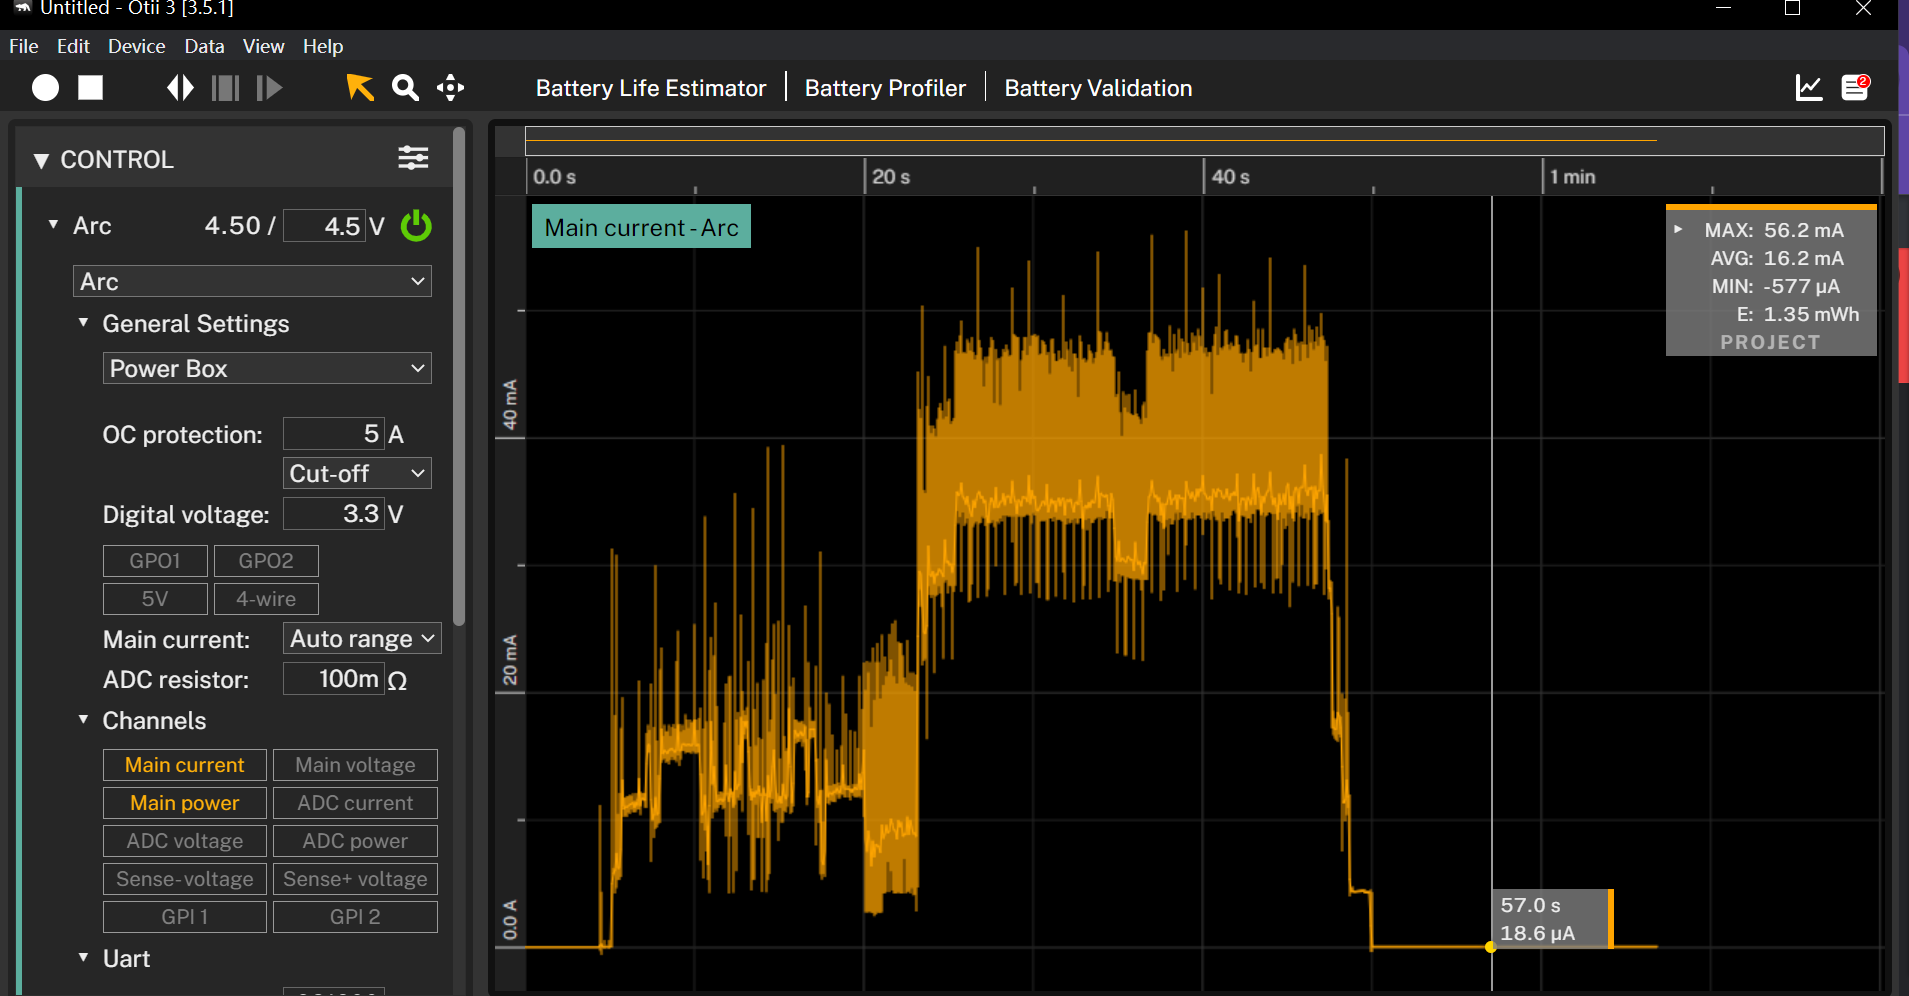 Untitled - Otii 3 [3.5.1]
File Edit Device Data View Help
Battery Life Estimator Battery Profiler Battery Validation
2
CONTROL
Arc 4.50 / 4.5 V
Arc
General Settings
Power Box
OC protection: 5 A
Cut-off
Digital voltage: 3.3 V
GPO1 GPO2
5V 4-wire
Main current: Auto range
ADC resistor: 100m Ω
Channels
Main current Main voltage
Main power ADC current
ADC voltage ADC power
Sense- voltage Sense+ voltage
GPI 1 GPI 2
Uart
0.0 s 20 s 40 s 1 min
Main current - Arc
MAX: 56.2 mA
AVG: 16.2 mA
MIN: -577 µA
E: 1.35 mWh
PROJECT
40 mA
20 mA
0.0 A
57.0 s
18.6 µA